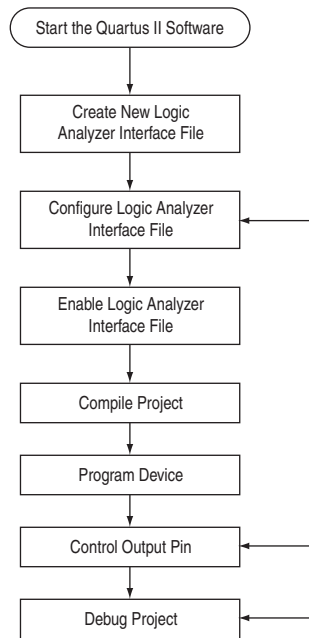 Start the Quartus II Software
Create New Logic
Analyzer Interface File
Configure Logic Analyzer
Interface File
Enable Logic Analyzer
Interface File
Compile Project
Program Device
Control Output Pin
Debug Project